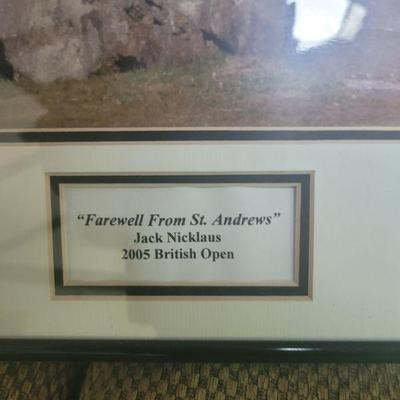 “Farewell From St. Andrews”
Jack Nicklaus
2005 British Open